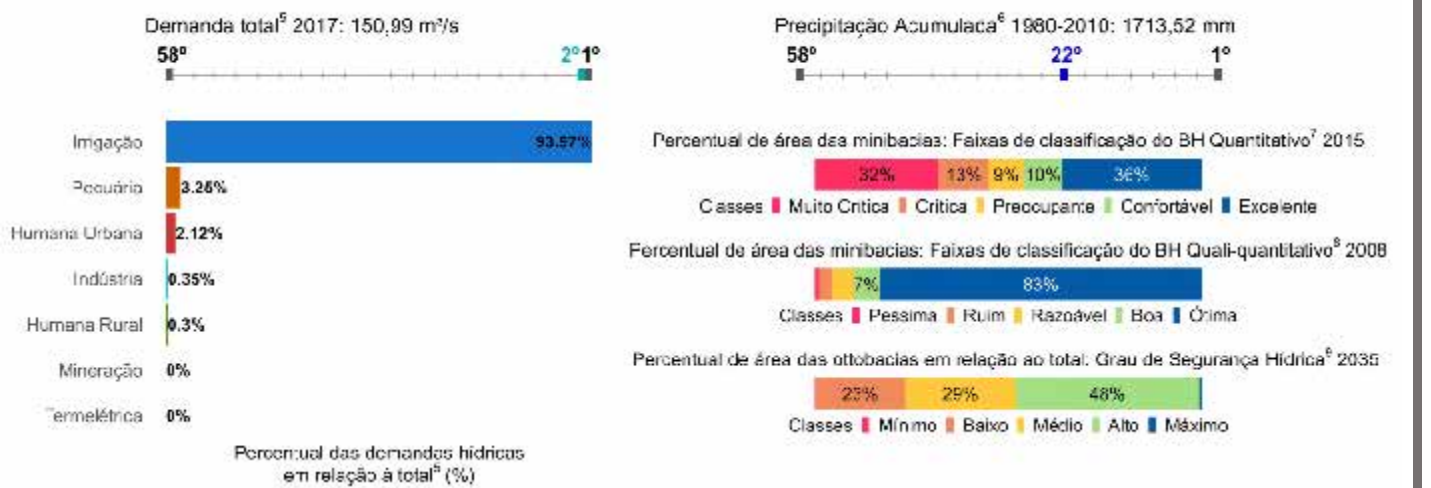 Demanda total⁵ 2017: 150,99 m³/s
58º 2º 1º
Irrigação 93.97%
Pecuária 3.26%
Humana Urbana 2.12%
Indústria 0.35%
Humana Rural 0.3%
Mineração 0%
Termelétrica 0%
Percentual das demandas hídricas
em relação à total⁵ (%)
Precipitação Acumulada⁶ 1980-2010: 1713,52 mm
58º 22º 1º
Percentual de área das minibacias: Faixas de classificação do BH Quantitativo⁷ 2015
32% 13% 9% 10% 36%
Classes Muito Crítica Crítica Preocupante Confortável Excelente
Percentual de área das minibacias: Faixas de classificação do BH Quali-quantitativo⁸ 2008
7% 83%
Classes Pessima Ruim Razoável Boa Ótima
Percentual de área das ottobacias em relação ao total: Grau de Segurança Hídrica⁹ 2035
23% 29% 48%
Classes Mínimo Baixo Médio Alto Máximo